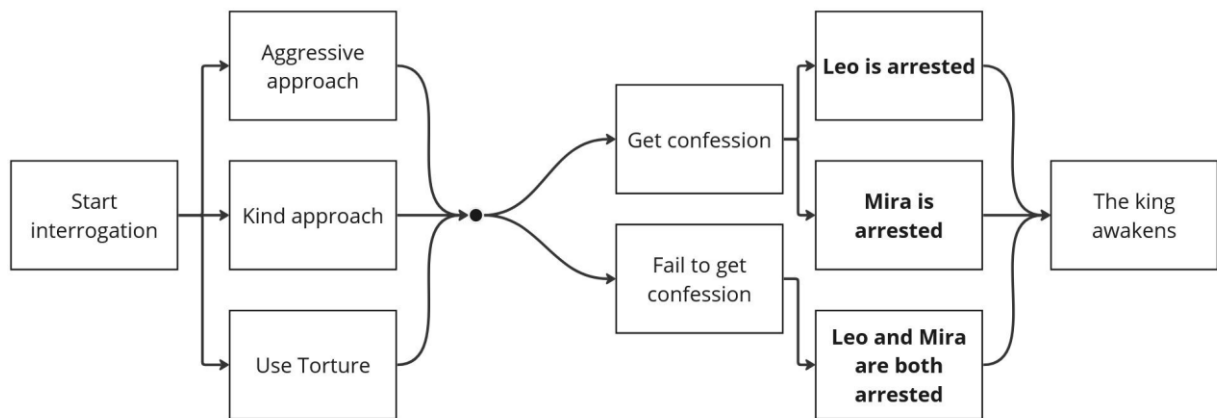 Start
interrogation
Aggressive
approach
Kind approach
Use Torture
Get confession
Fail to get
confession
Leo is arrested
Mira is
arrested
Leo and Mira
are both
arrested
The king
awakens